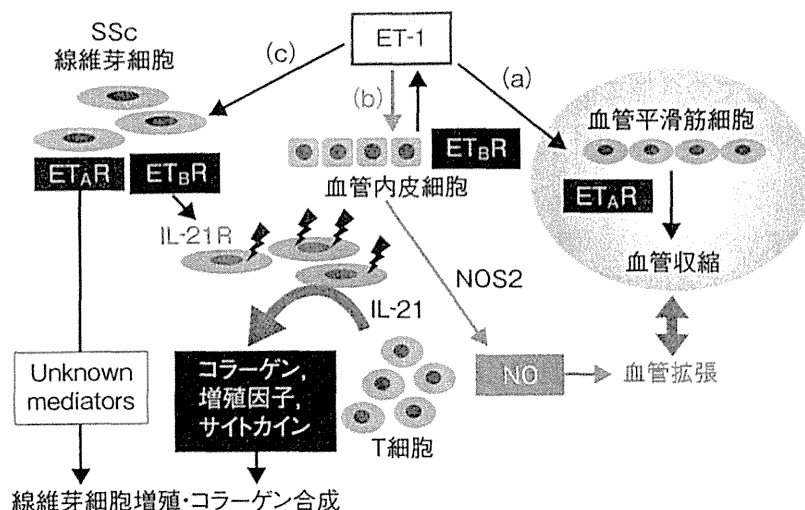 SSc
線維芽細胞
ET-1
(c)
(b)
(a)
血管平滑筋細胞
ETAR
ETBR
ETBR
血管内皮細胞
ETAR
IL-21R
血管収縮
NOS2
IL-21
Unknown
mediators
コラーゲン,
増殖因子,
サイトカイン
NO
血管拡張
T細胞
線維芽細胞増殖・コラーゲン合成